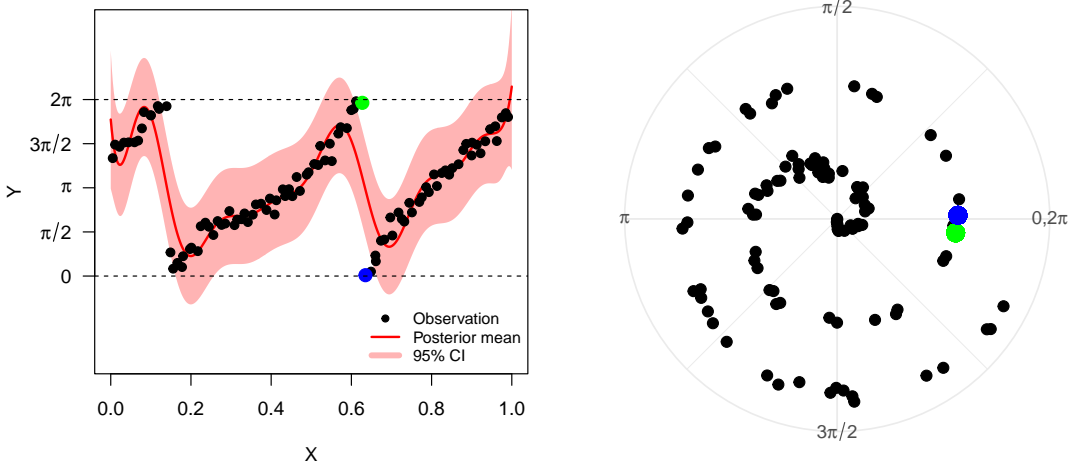 2π
3π/2
π
π/2
0
Y
0.0 0.2 0.4 0.6 0.8 1.0
X
Observation
Posterior mean
95% CI
π/2
π
0,2π
3π/2